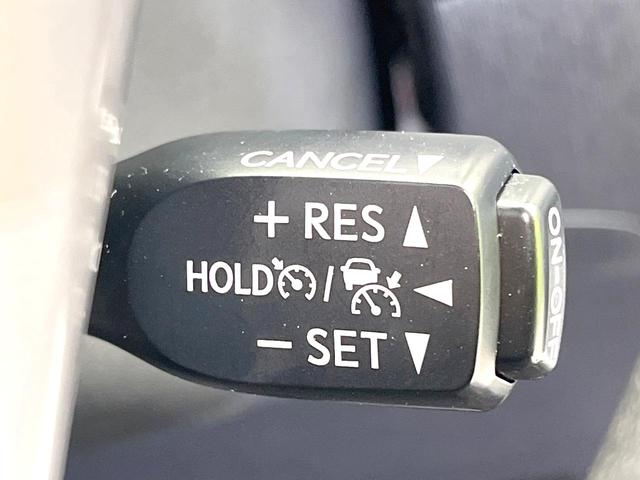 CANCEL▼
+ RES ▲
HOLD / ◀
− SET ▼
ON-OFF